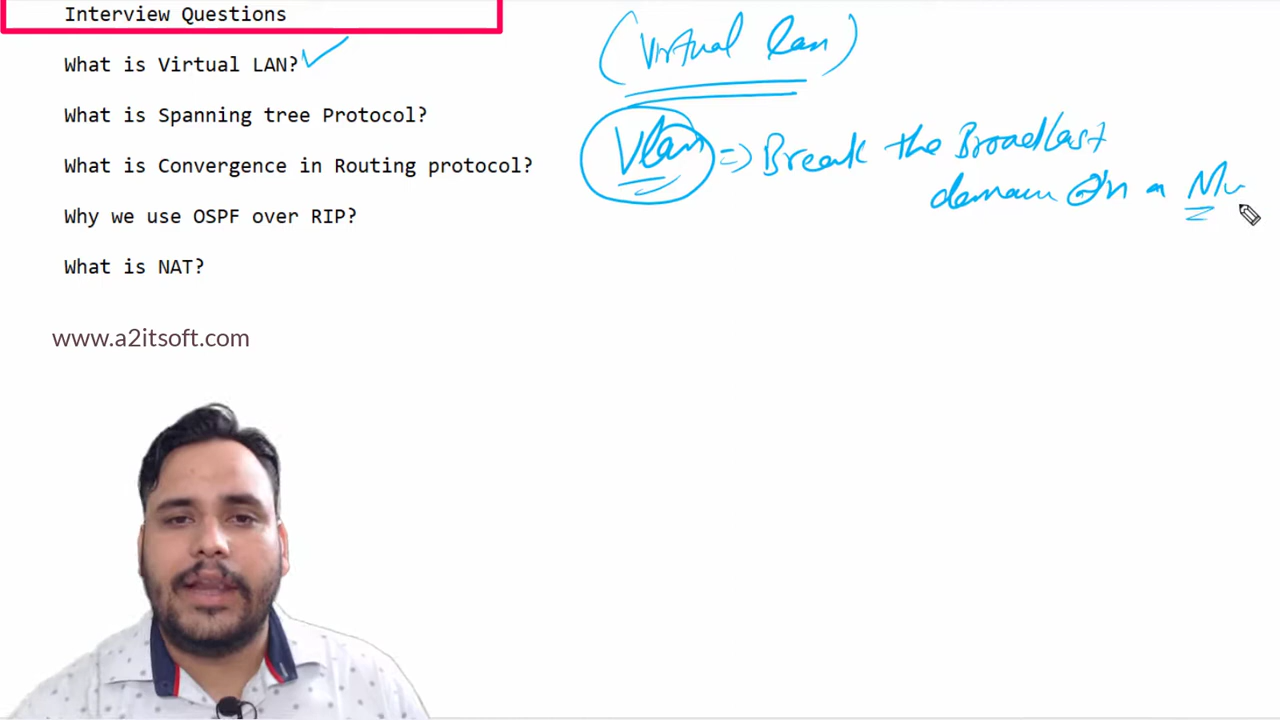 Interview Questions
What is Virtual LAN?
What is Spanning tree Protocol?
What is Convergence in Routing protocol?
Why we use OSPF over RIP?
What is NAT?
www.a2itsoft.com
(Virtual lan)
Vlan => Break the Broadcast
domain in a